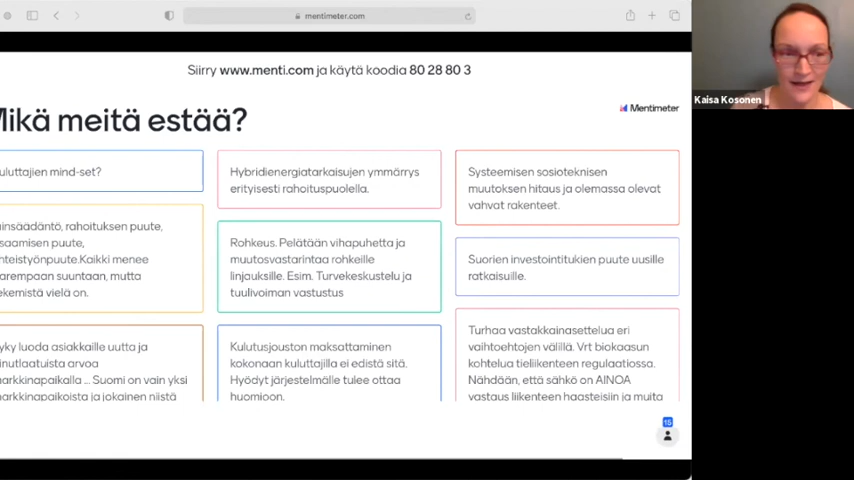 mentimeter.com
Siirry www.menti.com ja käytä koodia 80 28 80 3
Mikä meitä estää?
Mentimeter
Kaisa Kosonen
uluttajien mind-set?
ainsäädäntö, rahoituksen puute,
saamisen puute,
hteistyönpuute.Kaikki menee
arempaan suuntaan, mutta
ekemistä vielä on.
yky luoda asiakkaille uutta ja
inutlaatuista arvoa
arkkinapaikalla ... Suomi on vain yksi
arkkinapaikoista ja jokainen niistä
Hybridienergiatarkaisujen ymmärrys
erityisesti rahoituspuolella.
Rohkeus. Pelätään vihapuhetta ja
muutosvastarintaa rohkeille
linjauksille. Esim. Turvekeskustelu ja
tuulivoiman vastustus
Kulutusjouston maksattaminen
kokonaan kuluttajilla ei edistä sitä.
Hyödyt järjestelmälle tulee ottaa
huomioon.
Systeemisen sosioteknisen
muutoksen hitaus ja olemassa olevat
vahvat rakenteet.
Suorien investointitukien puute uusille
ratkaisuille.
Turhaa vastakkainasettelua eri
vaihtoehtojen välillä. Vrt biokaasun
kohtelua tieliikenteen regulaatiossa.
Nähdään, että sähkö on AINOA
vastaus liikenteen haasteisiin ja muita
15